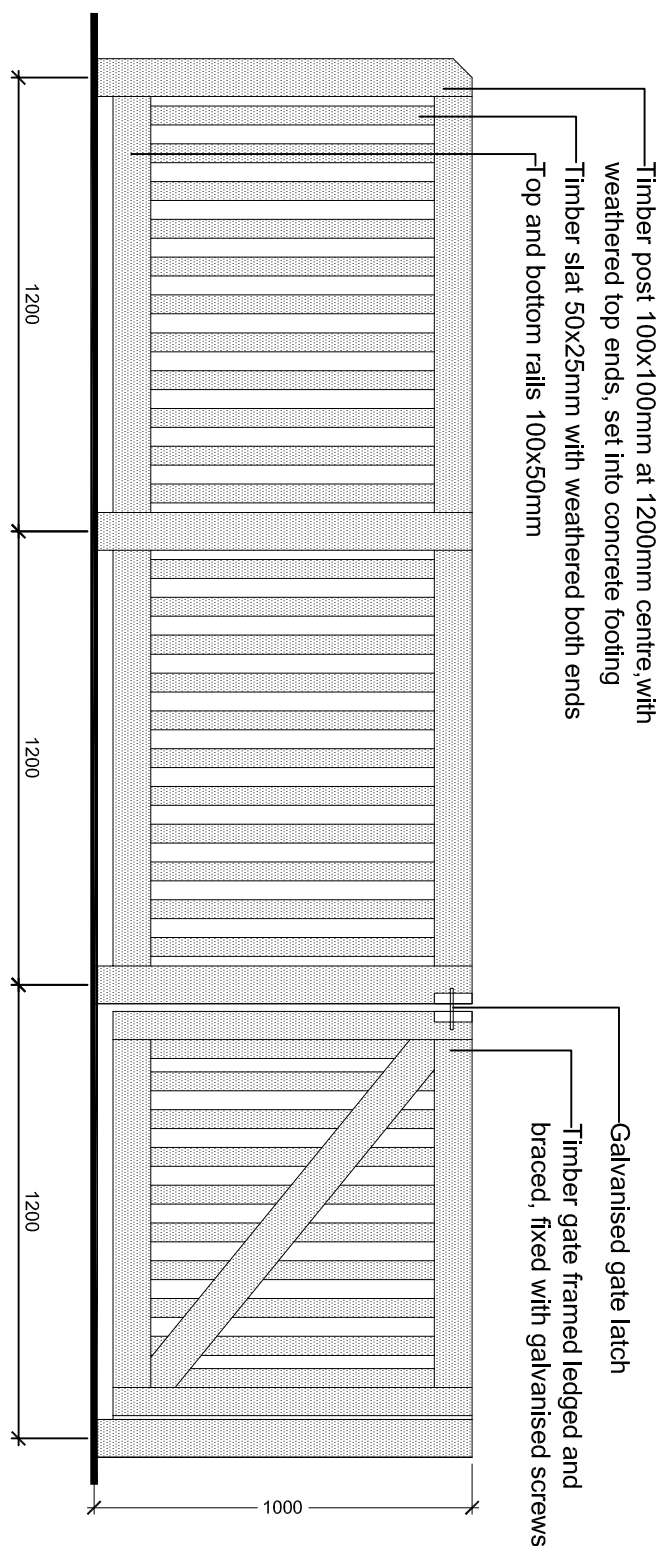 Timber post 100x100mm at 1200mm centre,with
weathered top ends, set into concrete footing
Timber slat 50x25mm with weathered both ends
Top and bottom rails 100x50mm
Galvanised gate latch
Timber gate framed ledged and
braced, fixed with galvanised screws
1200
1200
1200
1000